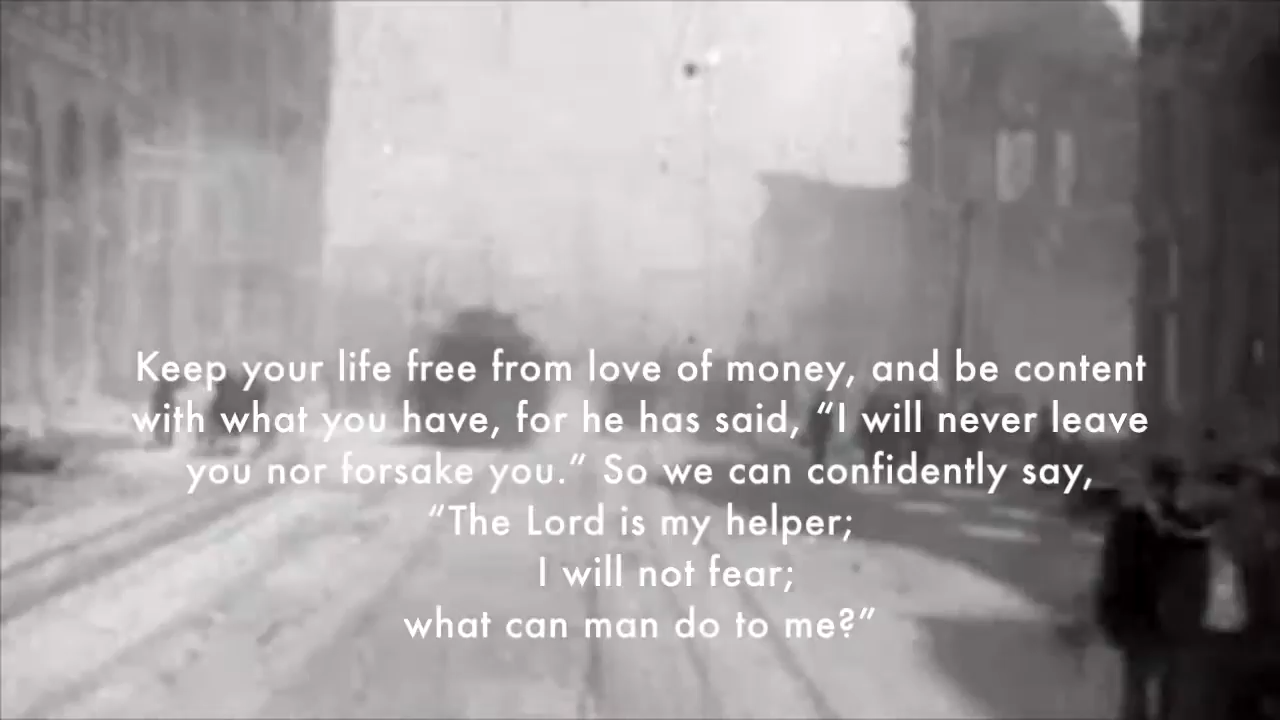 Keep your life free from love of money, and be content
with what you have, for he has said, “I will never leave
you nor forsake you.” So we can confidently say,
“The Lord is my helper;
I will not fear;
what can man do to me?”